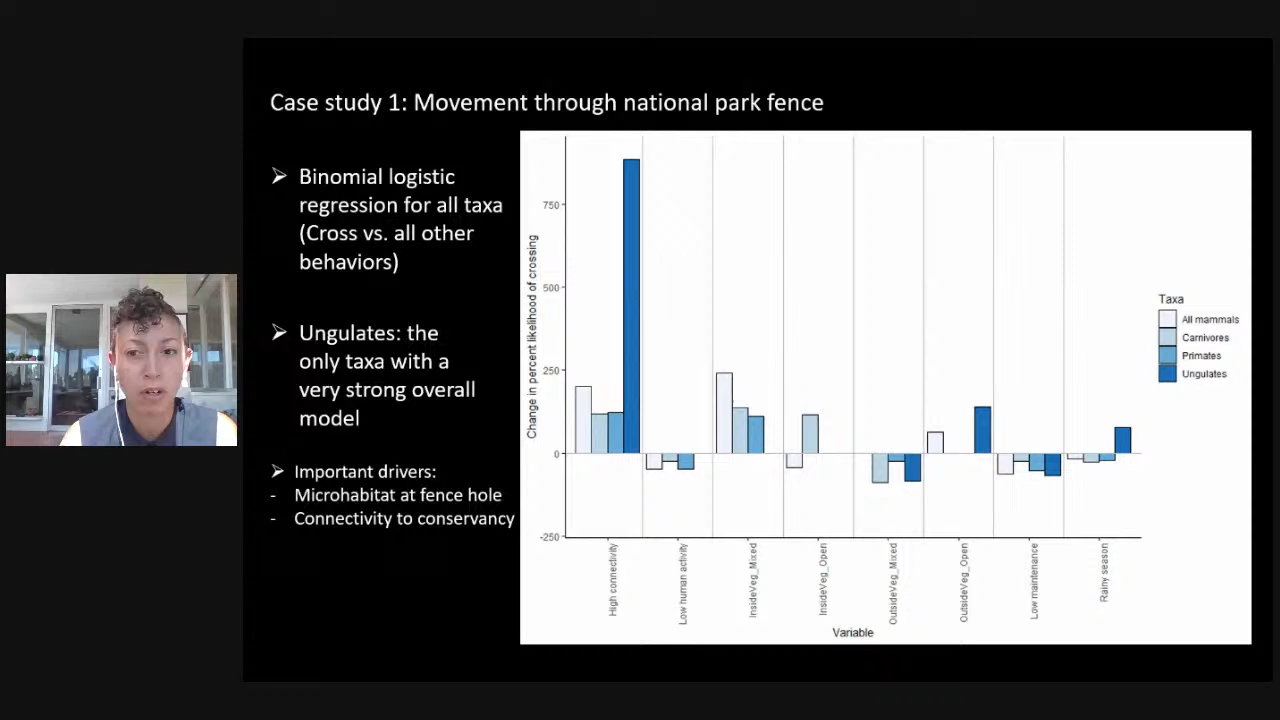 Case study 1: Movement through national park fence
➢ Binomial logistic
regression for all taxa
(Cross vs. all other
behaviors)
➢ Ungulates: the
only taxa with a
very strong overall
model
➢ Important drivers:
- Microhabitat at fence hole
- Connectivity to conservancy
Change in percent likelihood of crossing
750
500
250
0
-250
High connectivity
Low human activity
InsideVeg_Mixed
InsideVeg_Open
OutsideVeg_Mixed
OutsideVeg_Open
Low maintenance
Rainy season
Variable
Taxa
All mammals
Carnivores
Primates
Ungulates